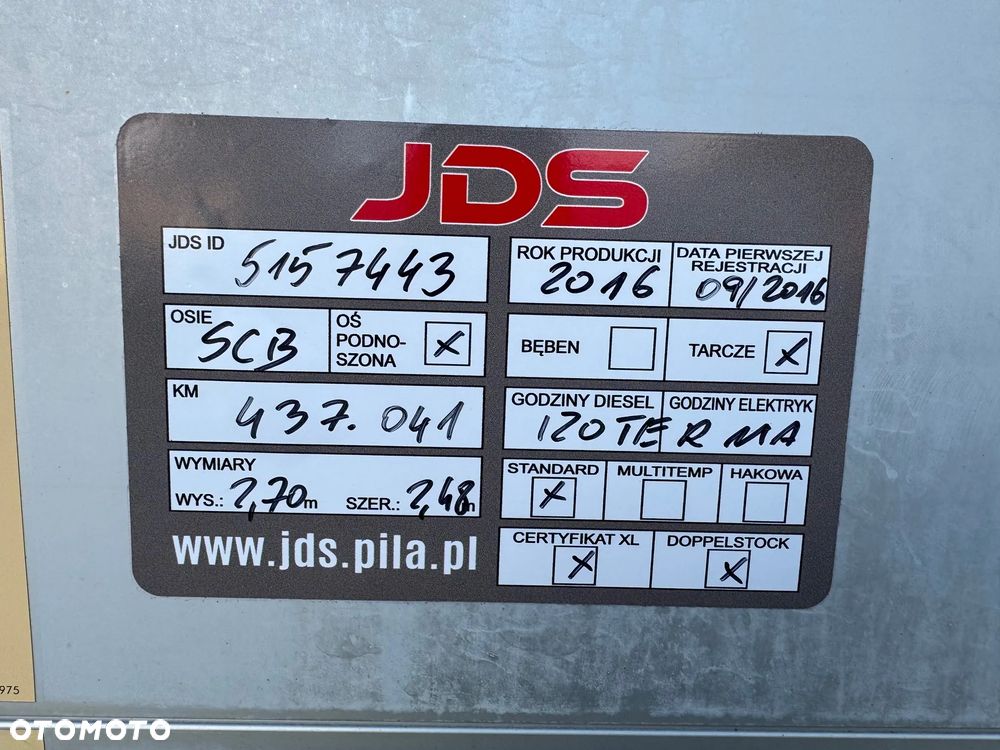 JDS
JDS ID 5157443
ROK PRODUKCJI 2016
DATA PIERWSZEJ REJESTRACJI 09/2016
OSIE SCB
OŚ PODNO-SZONA X
BĘBEN
TARCZE X
KM 437.041
GODZINY DIESEL GODZINY ELEKTRYK
IZOTERMA
WYMIARY
WYS.: 2,70m SZER.: 2,48m
STANDARD X
MULTITEMP
HAKOWA
CERTYFIKAT XL X
DOPPELSTOCK X
www.jds.pila.pl
975
OTOMOTO